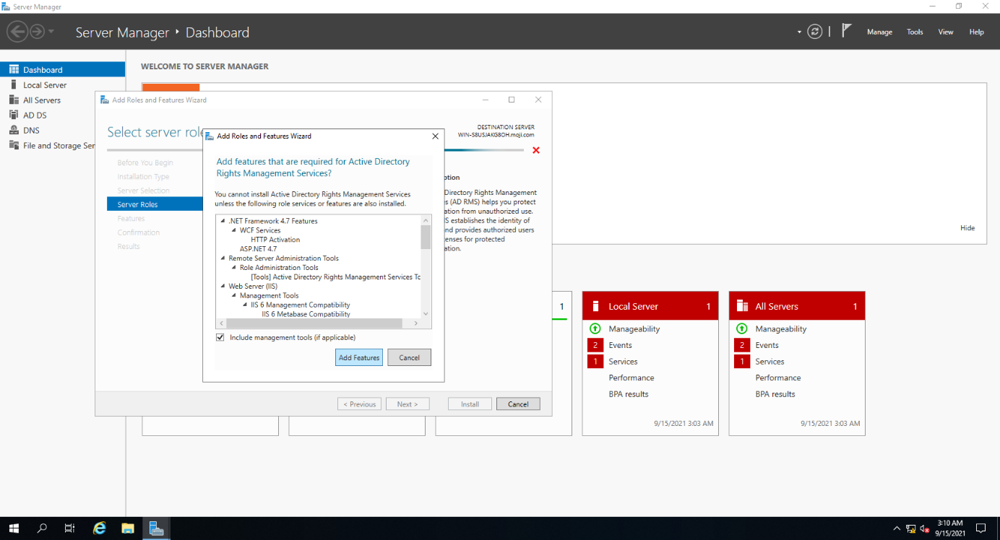 Server Manager
Server Manager ‣ Dashboard
Manage Tools View Help
Dashboard
Local Server
All Servers
AD DS
DNS
File and Storage Ser
WELCOME TO SERVER MANAGER
Hide
Add Roles and Features Wizard
Select server role
DESTINATION SERVER
WIN-S8USJAKG8OH.moji.com
Before You Begin
Installation Type
Server Selection
Server Roles
Features
Confirmation
Results
Directory Rights Management
(AD RMS) helps you protect
from unauthorized use.
establishes the identity of
and provides authorized users
for protected
< Previous
Next >
Install
Cancel
Add Roles and Features Wizard
Add features that are required for Active Directory
Rights Management Services?
You cannot install Active Directory Rights Management Services
unless the following role services or features are also installed.
.NET Framework 4.7 Features
WCF Services
HTTP Activation
ASP.NET 4.7
Remote Server Administration Tools
Role Administration Tools
[Tools] Active Directory Rights Management Services To
Web Server (IIS)
Management Tools
IIS 6 Management Compatibility
IIS 6 Metabase Compatibility
Include management tools (if applicable)
Add Features
Cancel
1
Local Server 1
Manageability
2 Events
1 Services
Performance
BPA results
9/15/2021 3:03 AM
All Servers 1
Manageability
2 Events
1 Services
Performance
BPA results
9/15/2021 3:03 AM
3:10 AM
9/15/2021